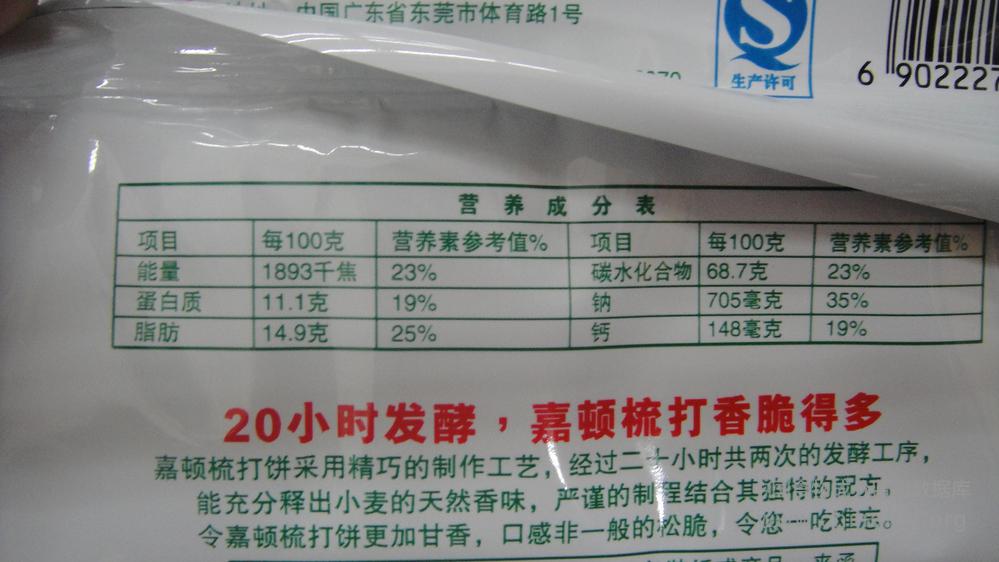 中国广东省东莞市体育路1号
生产许可
6 902227
营养成分表
项目 每100克 营养素参考值% 项目 每100克 营养素参考值%
能量 1893千焦 23% 碳水化合物 68.7克 23%
蛋白质 11.1克 19% 钠 705毫克 35%
脂肪 14.9克 25% 钙 148毫克 19%
20小时发酵，嘉顿梳打香脆得多
嘉顿梳打饼采用精巧的制作工艺，经过二十小时共两次的发酵工序，
能充分释出小麦的天然香味，严谨的制程结合其独特的配方，
令嘉顿梳打饼更加甘香，口感非一般的松脆，令您一吃难忘。